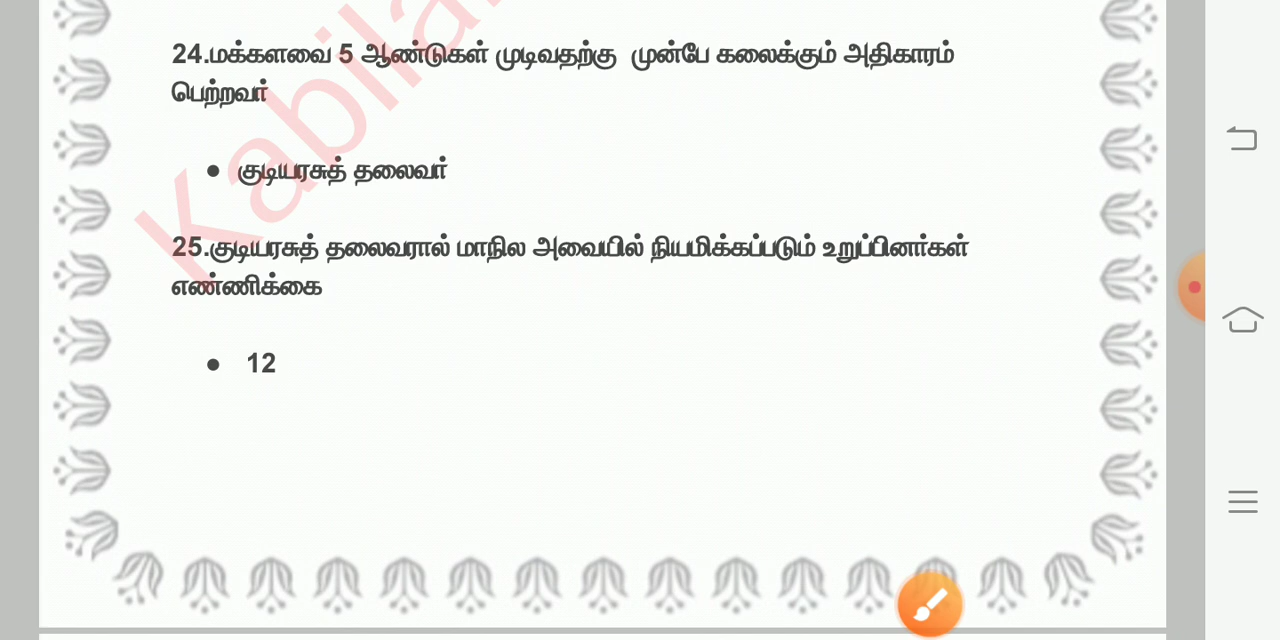 24.மக்களவை 5 ஆண்டுகள் முடிவதற்கு முன்பே கலைக்கும் அதிகாரம்
பெற்றவர்
● குடியரசுத் தலைவர்
25.குடியரசுத் தலைவரால் மாநில அவையில் நியமிக்கப்படும் உறுப்பினர்கள்
எண்ணிக்கை
● 12